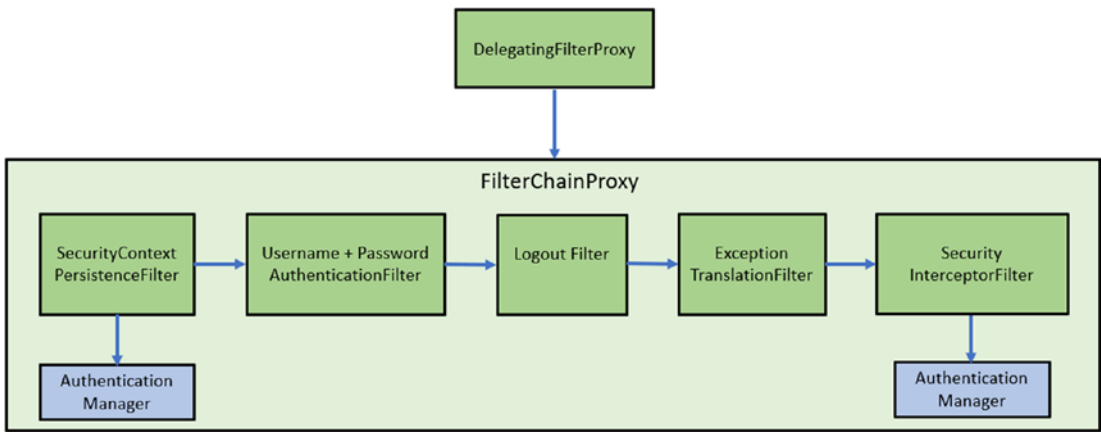 DelegatingFilterProxy
FilterChainProxy
SecurityContext
PersistenceFilter
Username + Password
AuthenticationFilter
Logout Filter
Exception
TranslationFilter
Security
InterceptorFilter
Authentication
Manager
Authentication
Manager